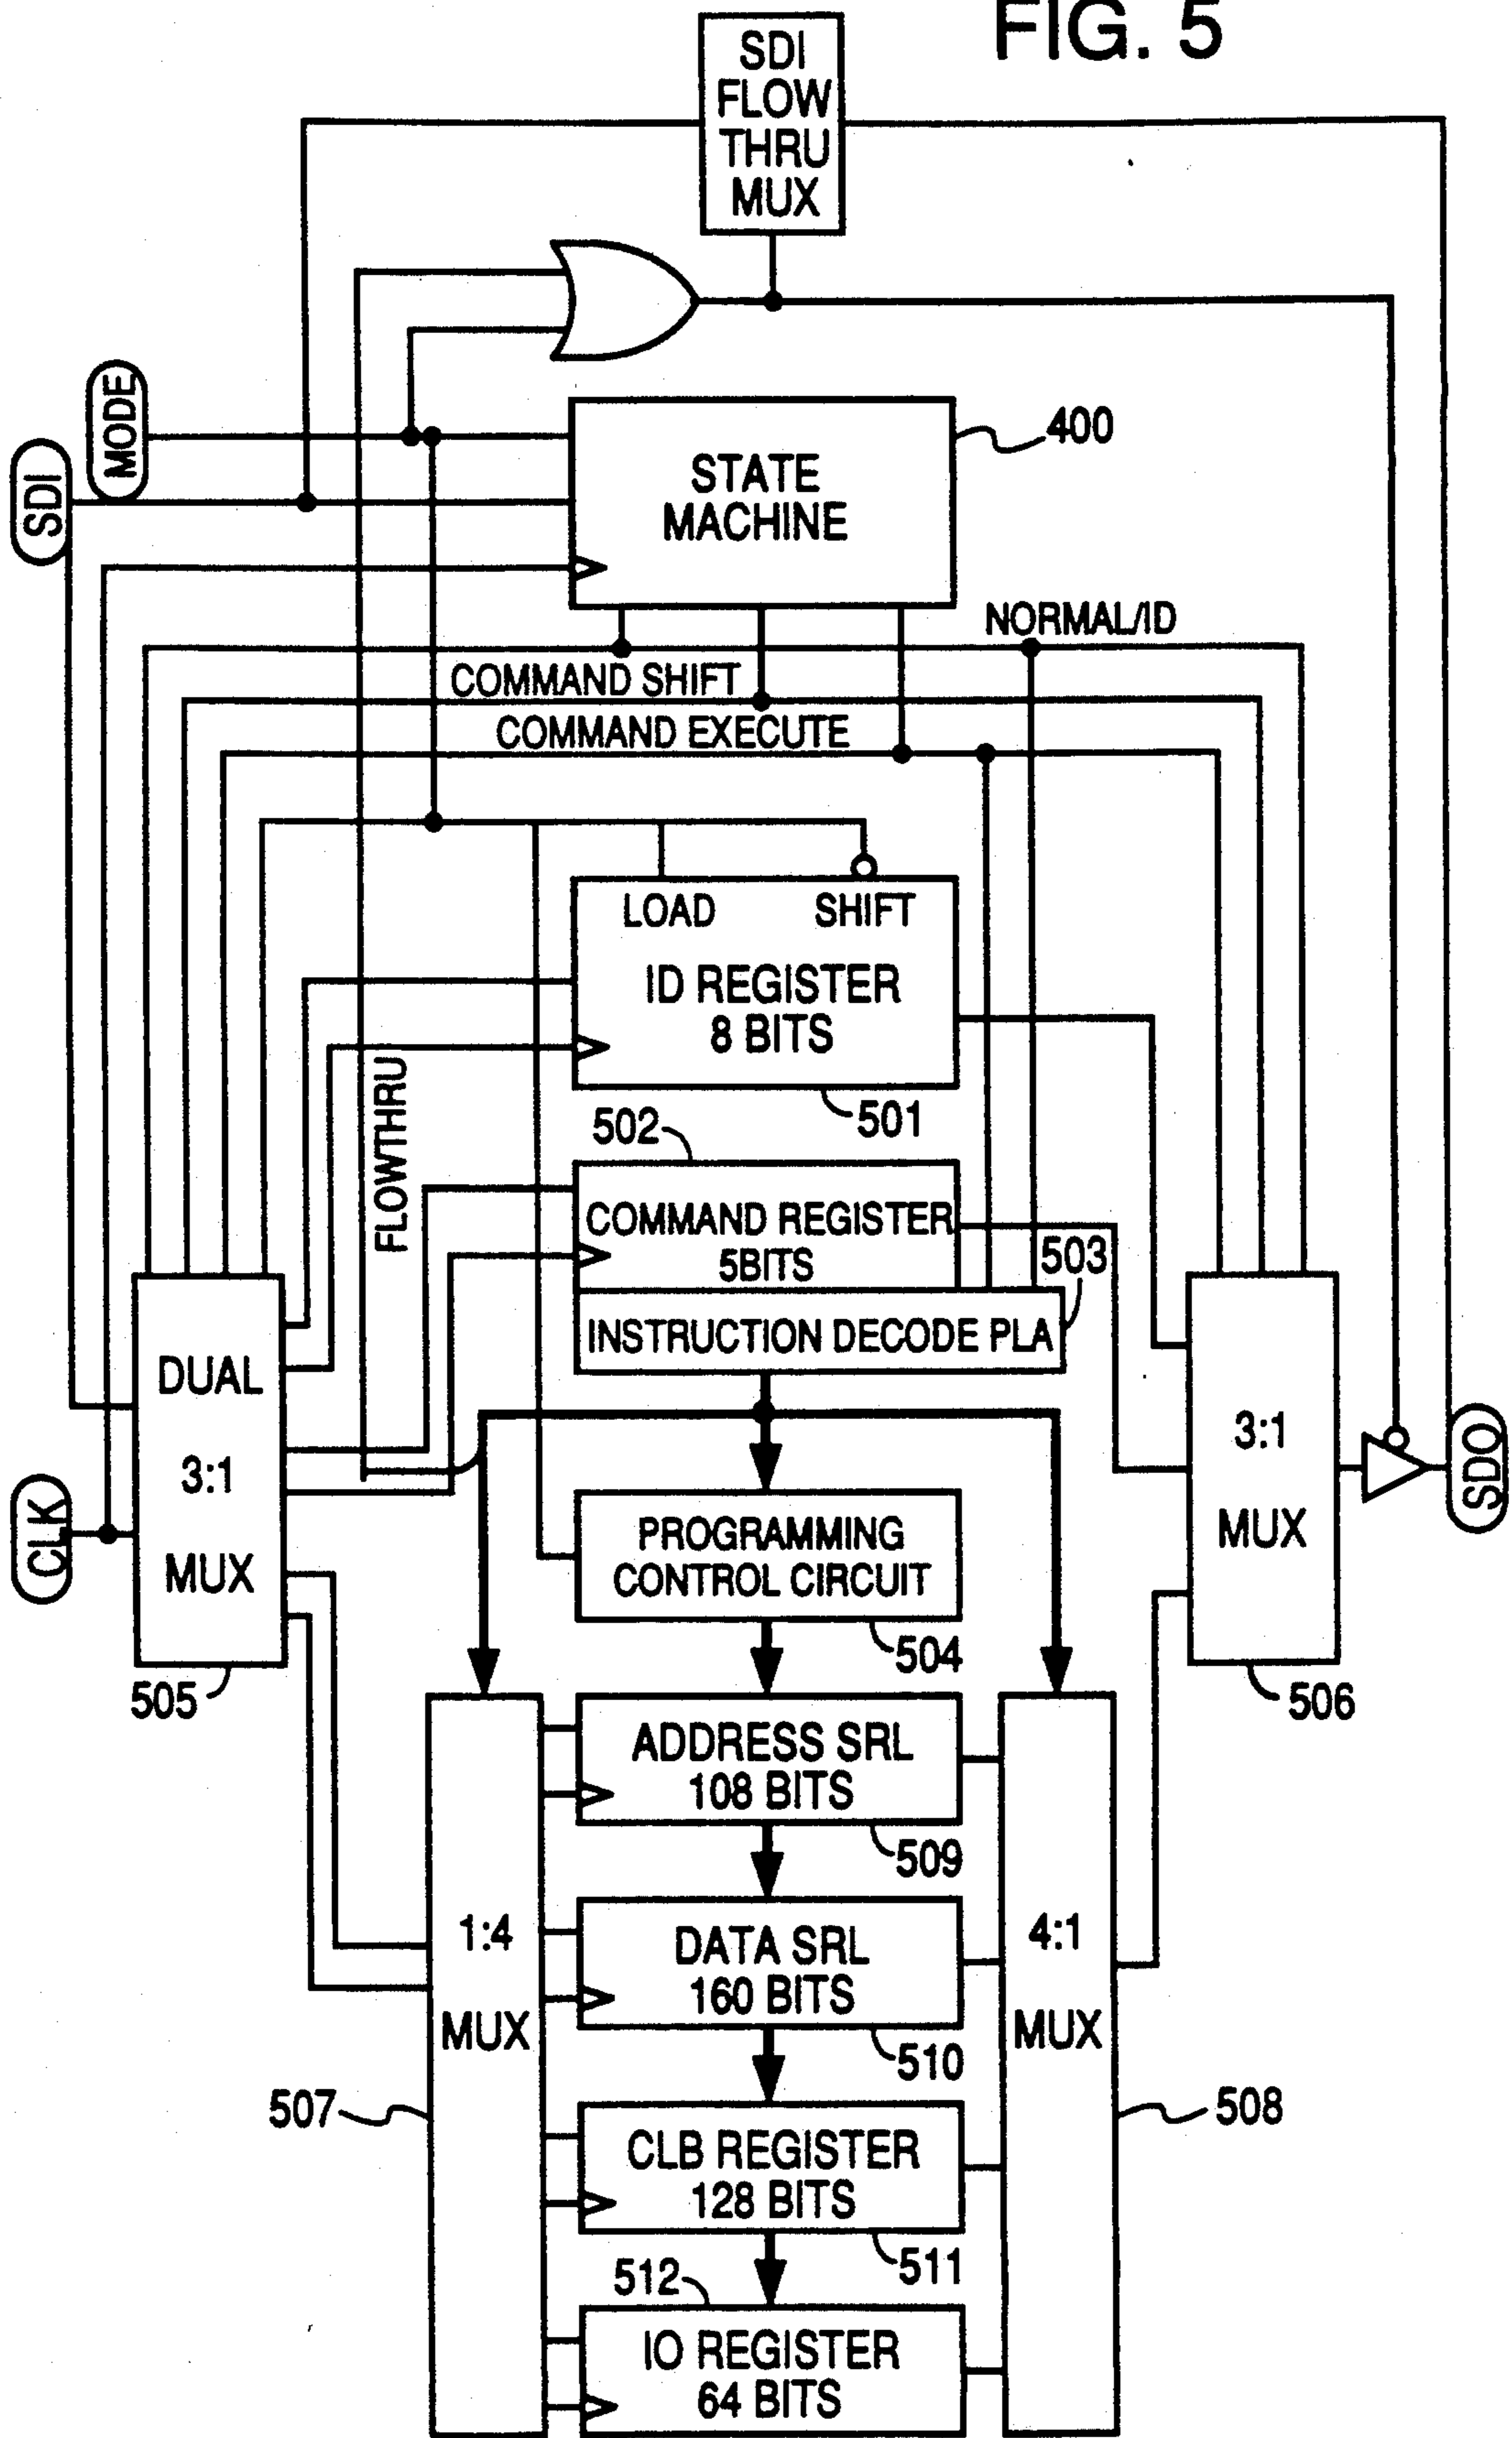 FIG. 5
SDI
FLOW
THRU
MUX
MODE
SDI
STATE
MACHINE
400
NORMAL/ID
COMMAND SHIFT
COMMAND EXECUTE
LOAD SHIFT
ID REGISTER
8 BITS
501
FLOWTHRU
502
COMMAND REGISTER
5BITS
503
INSTRUCTION DECODE PLA
DUAL
3:1
MUX
505
CLK
3:1
MUX
506
SDO
PROGRAMMING
CONTROL CIRCUIT
504
ADDRESS SRL
108 BITS
509
1:4
MUX
507
DATA SRL
160 BITS
510
4:1
MUX
508
CLB REGISTER
128 BITS
511
512
IO REGISTER
64 BITS